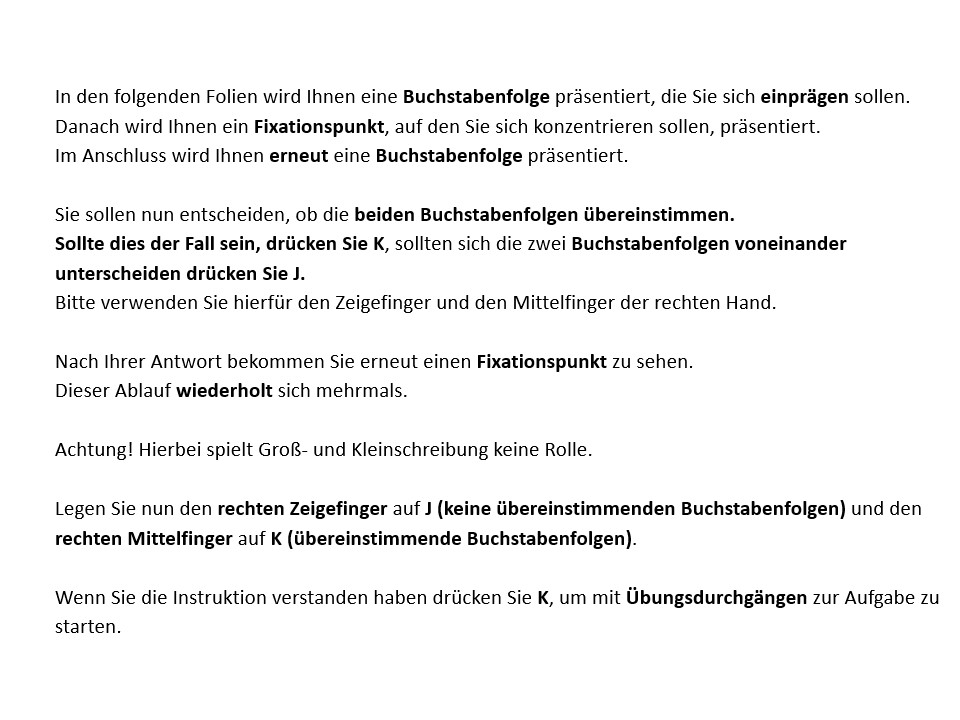 In den folgenden Folien wird Ihnen eine Buchstabenfolge präsentiert, die Sie sich einprägen sollen.
Danach wird Ihnen ein Fixationspunkt, auf den Sie sich konzentrieren sollen, präsentiert.
Im Anschluss wird Ihnen erneut eine Buchstabenfolge präsentiert.
Sie sollen nun entscheiden, ob die beiden Buchstabenfolgen übereinstimmen.
Sollte dies der Fall sein, drücken Sie K, sollten sich die zwei Buchstabenfolgen voneinander
unterscheiden drücken Sie J.
Bitte verwenden Sie hierfür den Zeigefinger und den Mittelfinger der rechten Hand.
Nach Ihrer Antwort bekommen Sie erneut einen Fixationspunkt zu sehen.
Dieser Ablauf wiederholt sich mehrmals.
Achtung! Hierbei spielt Groß- und Kleinschreibung keine Rolle.
Legen Sie nun den rechten Zeigefinger auf J (keine übereinstimmenden Buchstabenfolgen) und den
rechten Mittelfinger auf K (übereinstimmende Buchstabenfolgen).
Wenn Sie die Instruktion verstanden haben drücken Sie K, um mit Übungsdurchgängen zur Aufgabe zu
starten.